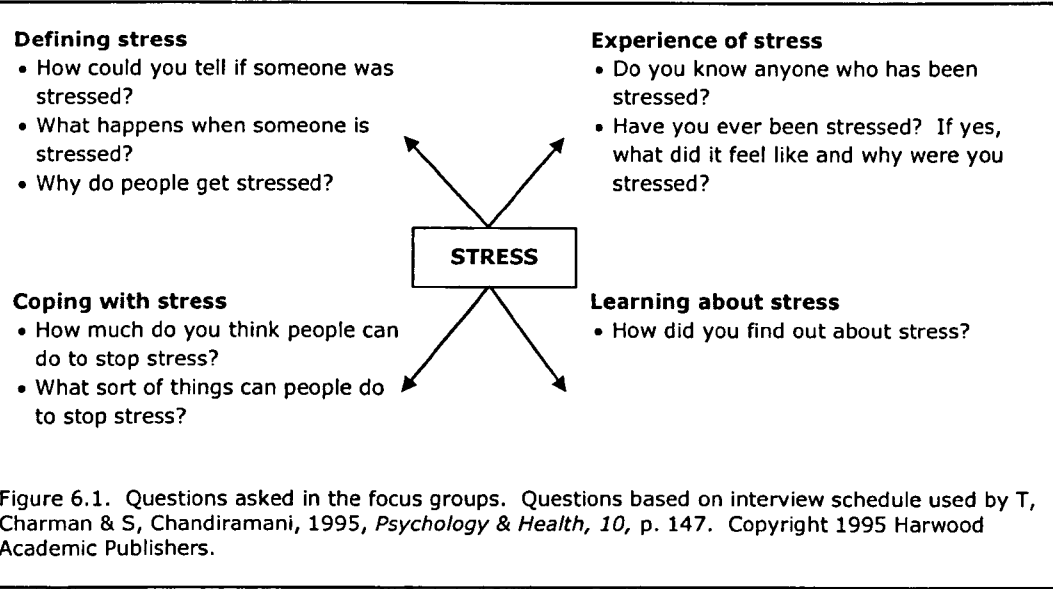 Defining stress
• How could you tell if someone was
stressed?
• What happens when someone is
stressed?
• Why do people get stressed?
Experience of stress
• Do you know anyone who has been
stressed?
• Have you ever been stressed? If yes,
what did it feel like and why were you
stressed?
STRESS
Coping with stress
• How much do you think people can
do to stop stress?
• What sort of things can people do
to stop stress?
Learning about stress
• How did you find out about stress?
Figure 6.1. Questions asked in the focus groups. Questions based on interview schedule used by T,
Charman & S, Chandiramani, 1995, Psychology & Health, 10, p. 147. Copyright 1995 Harwood
Academic Publishers.